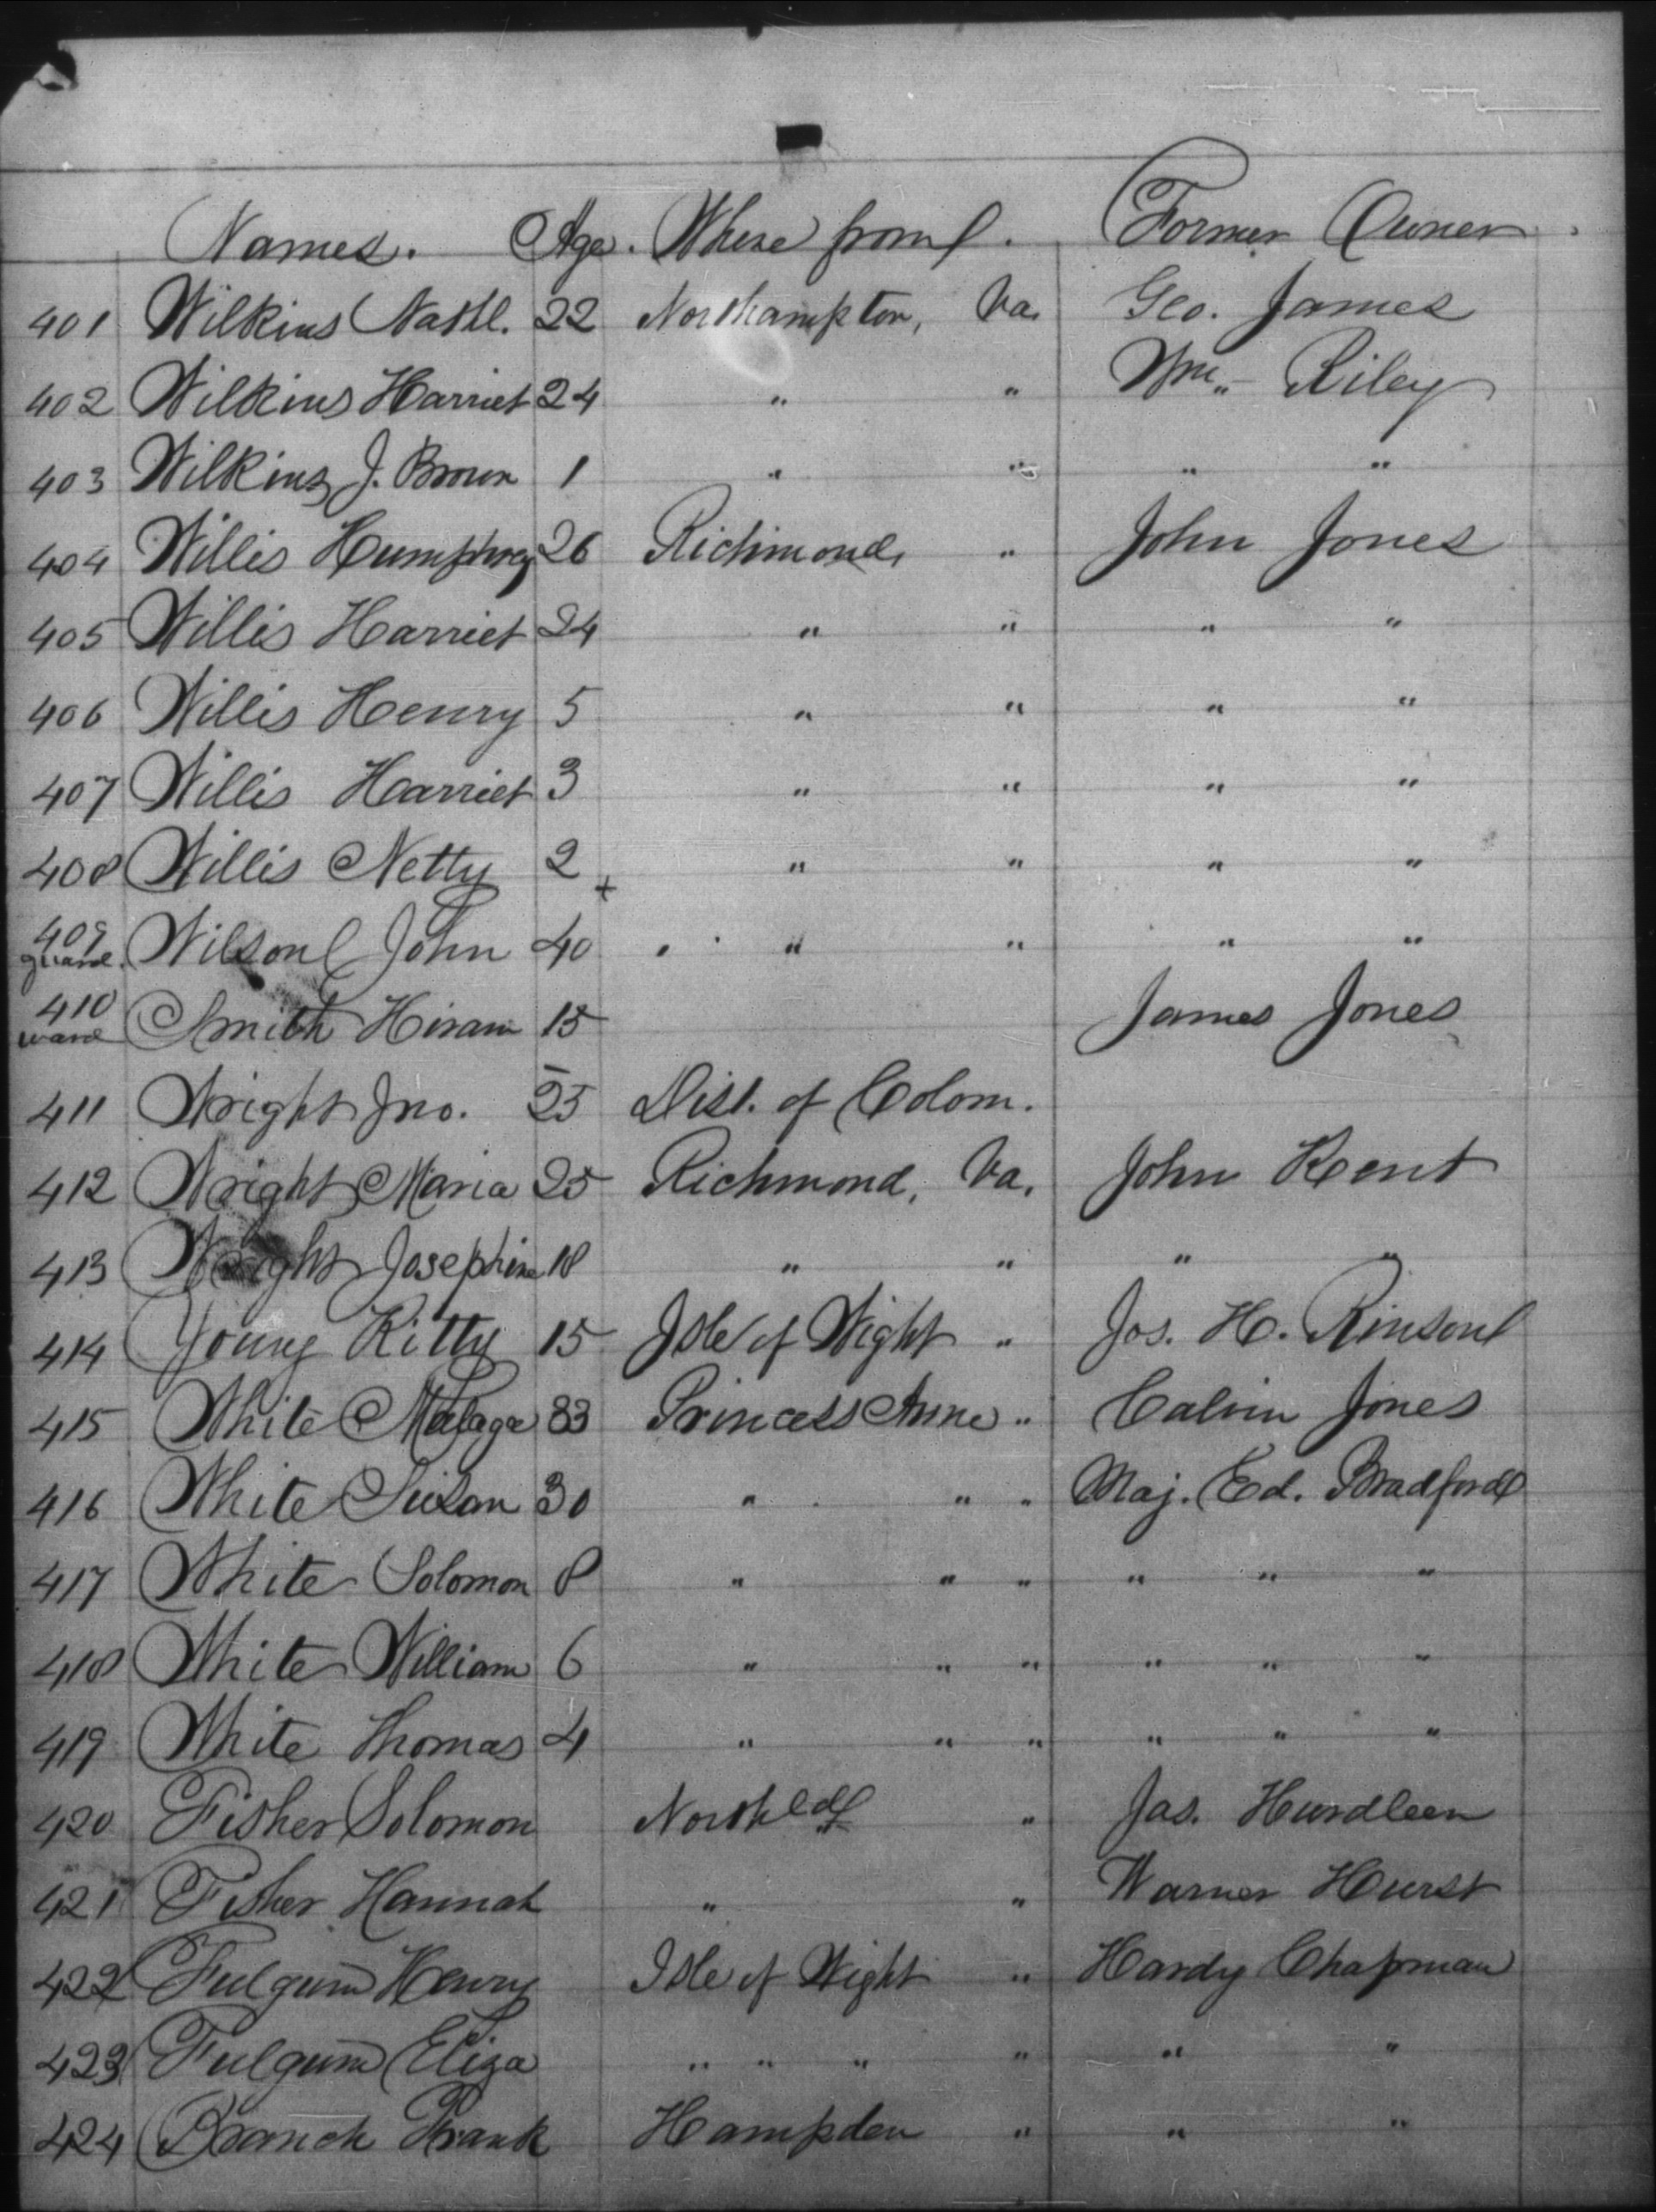 Names. Age. Where from. Former Owner.
401 Wilkins Nathl. 22 Northampton, Va. Geo. James
402 Wilkins Harriet 24 " " Wm. Riley
403 Wilkins J. Brown 1 " " " "
404 Willis Humphrey 26 Richmond, " John Jones
405 Willis Harriet 24 " " " "
406 Willis Henry 5 " " " "
407 Willis Harriet 3 " " " "
408 Willis Netty 2 " " " "
409 guard. Wilson John 40 " " " "
410 ward Smith Hiram 15 James Jones
411 Wright Jno. 25 Dist. of Colom.
412 Wright Maria 25 Richmond, Va. John Kent
413 Wright Josephine 18 " " " "
414 Young Kitty 15 Isle of Wight " Jos. H. Rinson
415 White Malaga 33 Princess Anne " Calvin Jones
416 White Susan 30 " " " Maj. Ed. Bradford
417 White Solomon 8 " " " " " "
418 White William 6 " " " " " "
419 White Thomas 4 " " " " " "
420 Fisher Solomon Northld " Jas. Hurdleen
421 Fisher Hannah " " Warner Hurst
422 Fulgum Henry Isle of Wight " Hardy Chapman
423 Fulgum Eliza " " " " " "
424 Branch Frank Hampden " " "